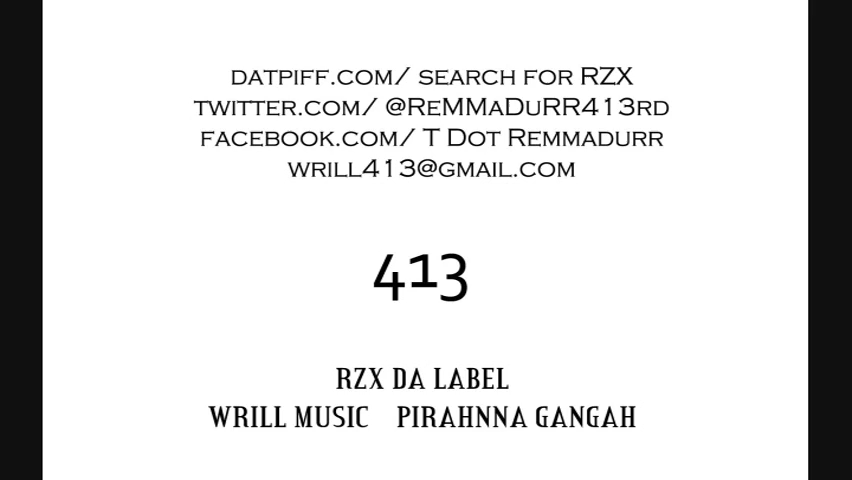 DATPIFF.COM/ SEARCH FOR RZX
TWITTER.COM/ @ReMMaDuRR413RD
FACEBOOK.COM/ T Dot Remmadurr
WRILL413@GMAIL.COM
413
RZX DA LABEL
WRILL MUSIC PIRAHNNA GANGAH